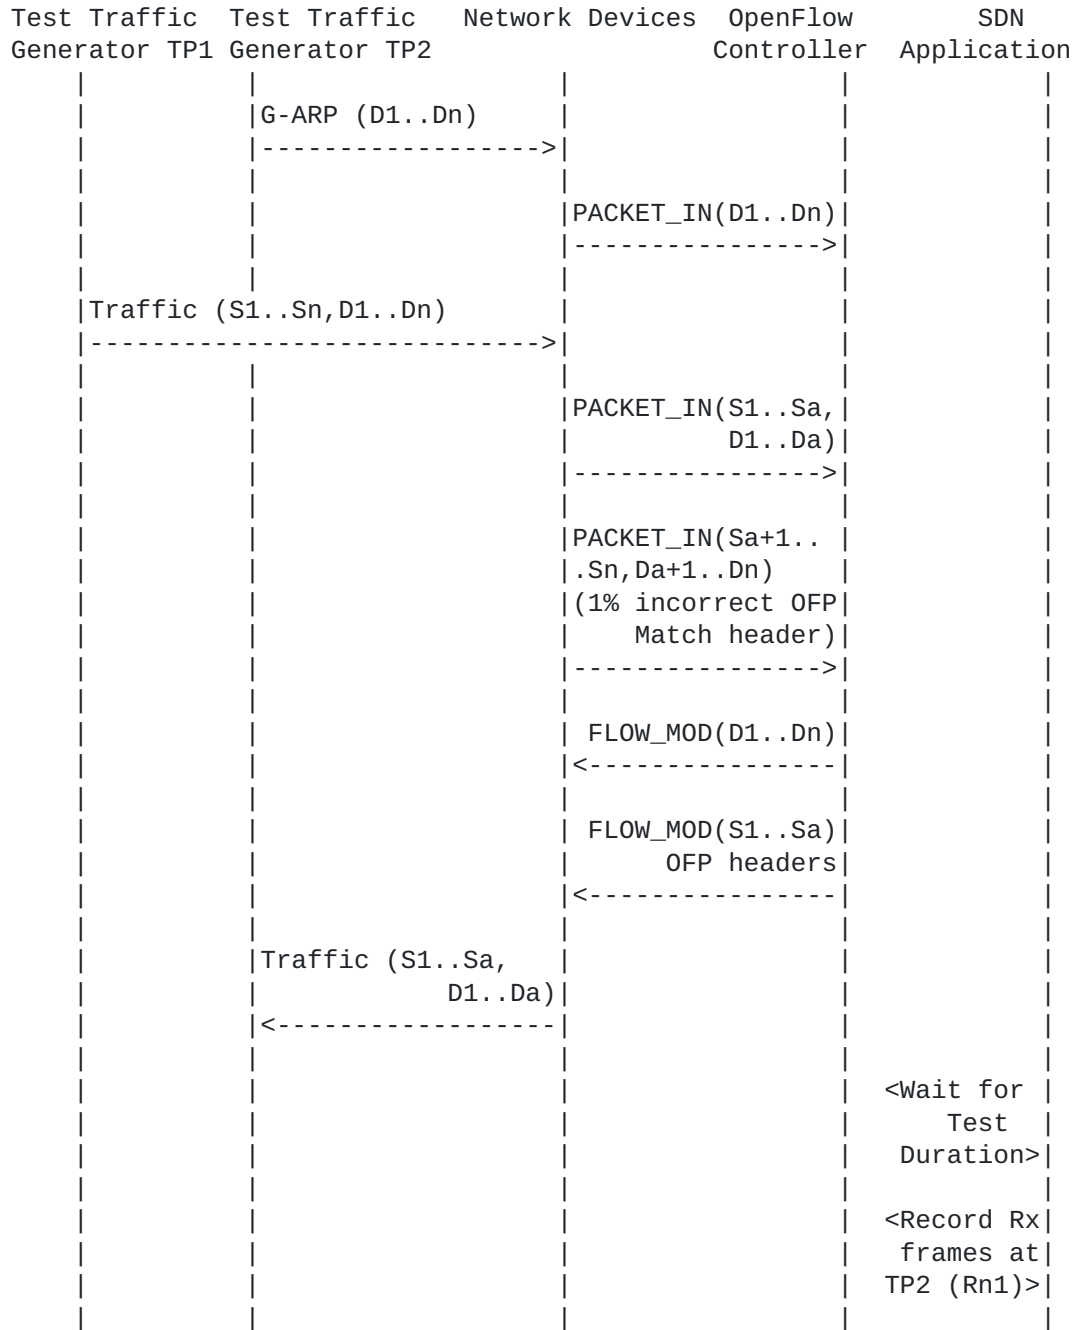 Test Traffic  Test Traffic   Network Devices  OpenFlow        SDN
Generator TP1 Generator TP2                  Controller  Application
G-ARP (D1..Dn)
PACKET_IN(D1..Dn)
Traffic (S1..Sn,D1..Dn)
PACKET_IN(S1..Sa,
D1..Da)
PACKET_IN(Sa+1..
.Sn,Da+1..Dn)
(1% incorrect OFP
Match header)
FLOW_MOD(D1..Dn)
FLOW_MOD(S1..Sa)
OFP headers
Traffic (S1..Sa,
D1..Da)
<Wait for
Test
Duration>
<Record Rx
frames at
TP2 (Rn1)>